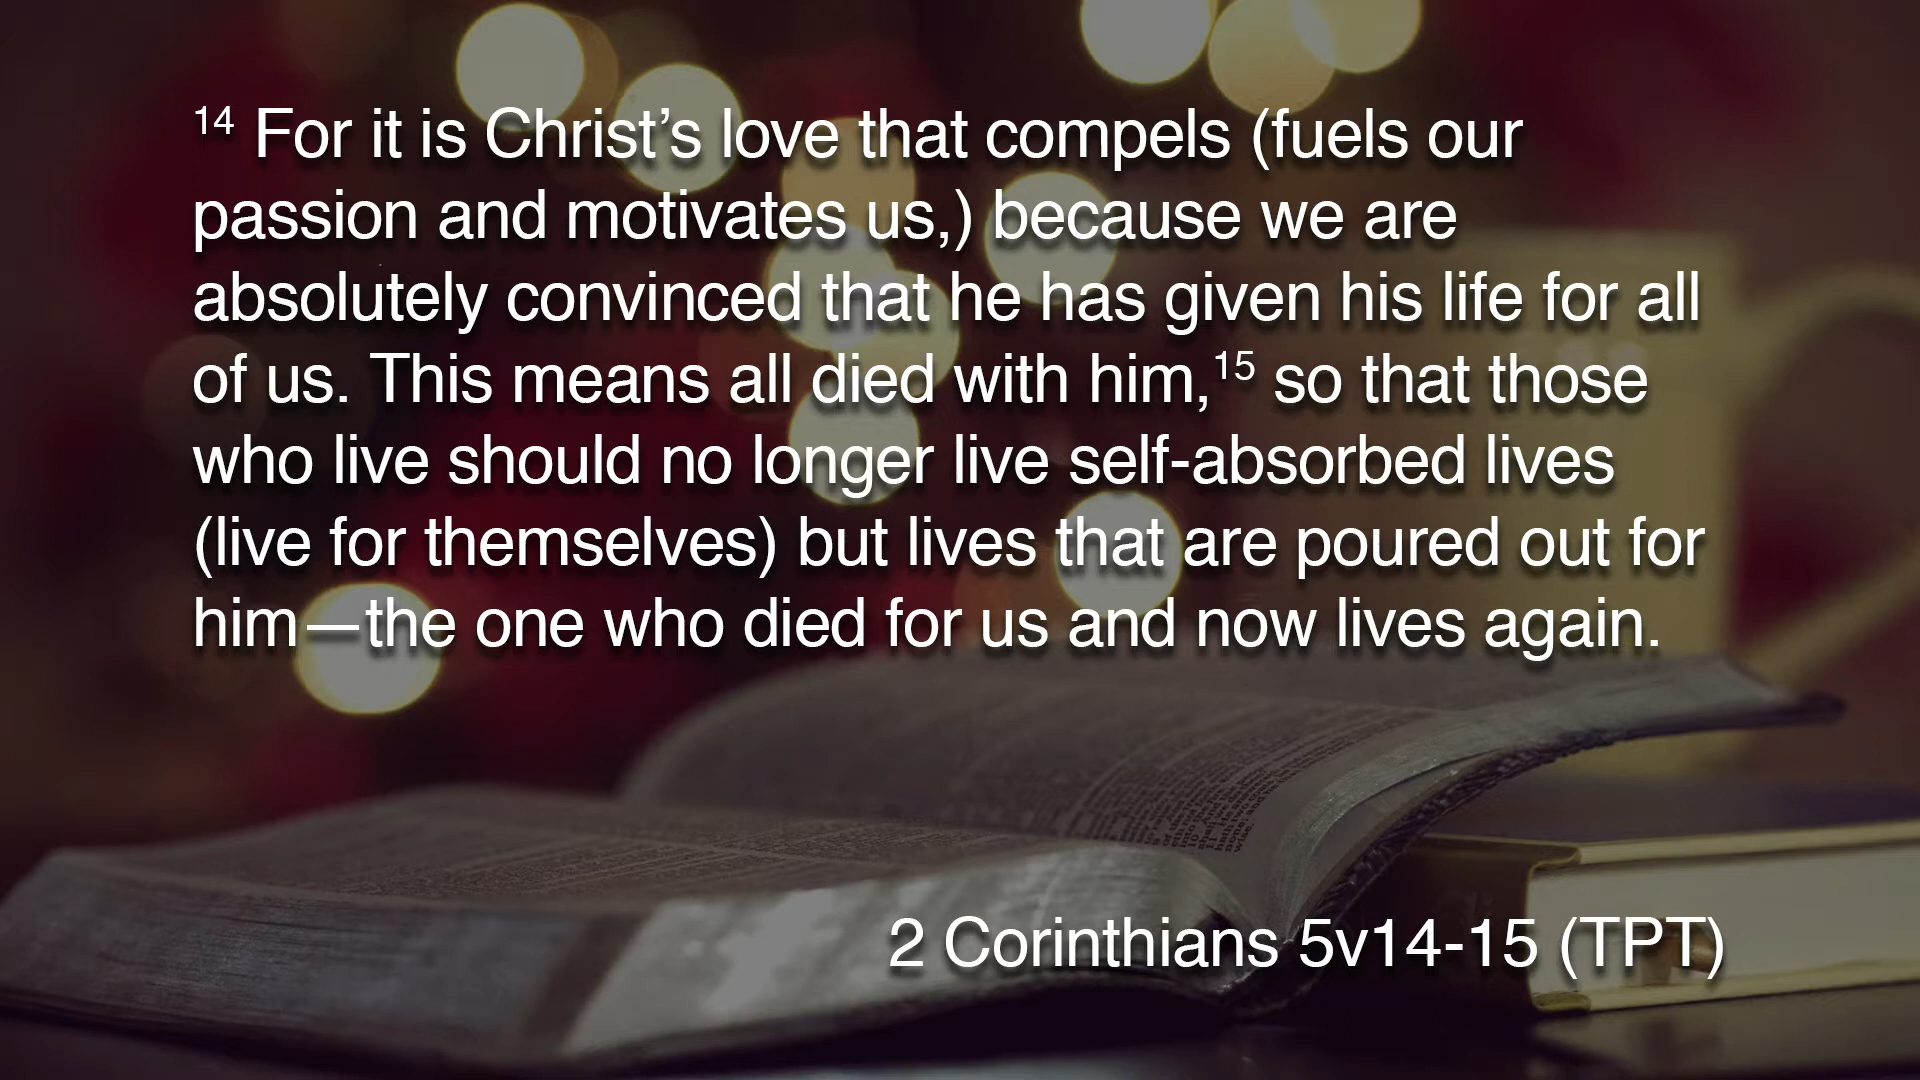 14 For it is Christ’s love that compels (fuels our
passion and motivates us,) because we are
absolutely convinced that he has given his life for all
of us. This means all died with him,15 so that those
who live should no longer live self-absorbed lives
(live for themselves) but lives that are poured out for
him—the one who died for us and now lives again.
2 Corinthians 5v14-15 (TPT)